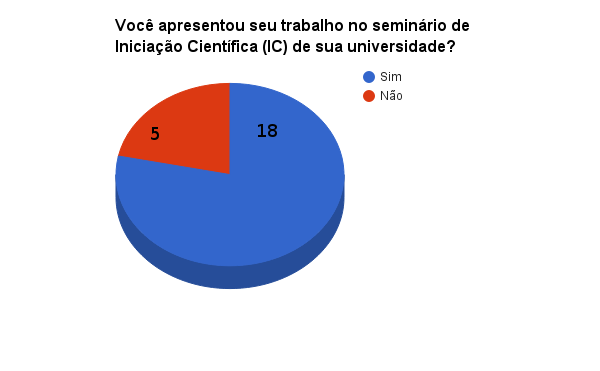 Você apresentou seu trabalho no seminário de
Iniciação Científica (IC) de sua universidade?
Sim
Não
5
18